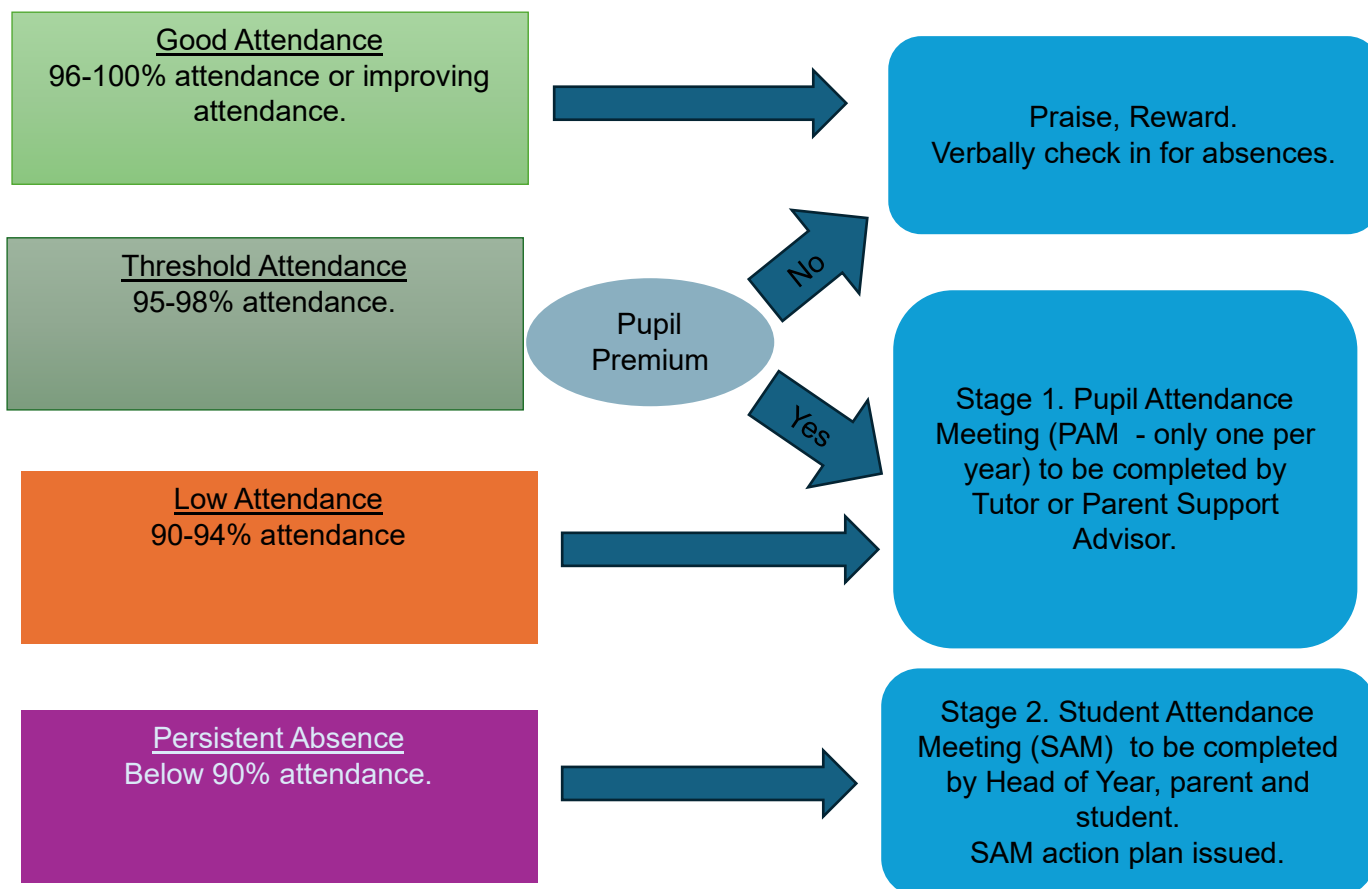 Good Attendance
96-100% attendance or improving
attendance.
Praise, Reward.
Verbally check in for absences.
Threshold Attendance
95-98% attendance.
Pupil
Premium
No
Yes
Stage 1. Pupil Attendance
Meeting (PAM  - only one per
year) to be completed by
Tutor or Parent Support
Advisor.
Low Attendance
90-94% attendance
Persistent Absence
Below 90% attendance.
Stage 2. Student Attendance
Meeting (SAM)  to be completed
by Head of Year, parent and
student.
SAM action plan issued.